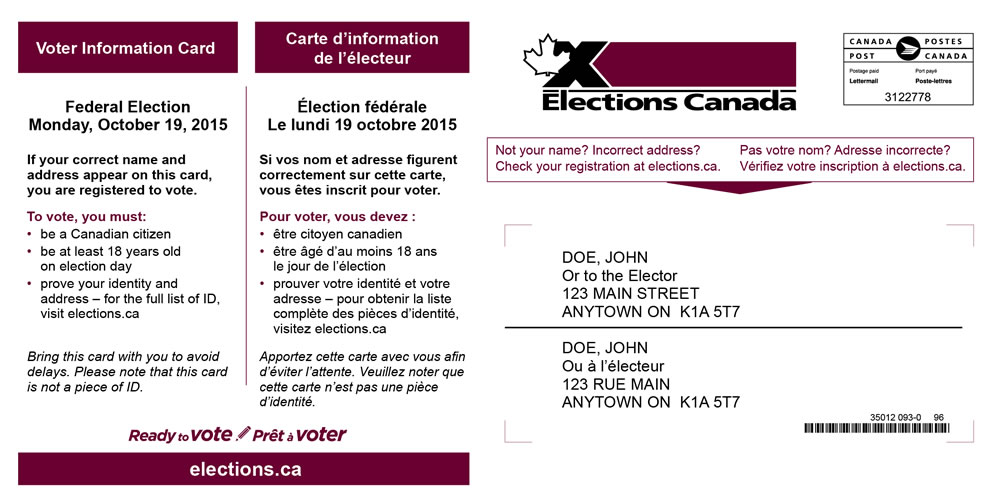 Voter Information Card
Carte d’information
de l’électeur
Federal Election
Monday, October 19, 2015
If your correct name and
address appear on this card,
you are registered to vote.
To vote, you must:
• be a Canadian citizen
• be at least 18 years old
on election day
• prove your identity and
address – for the full list of ID,
visit elections.ca
Bring this card with you to avoid
delays. Please note that this card
is not a piece of ID.
Élection fédérale
Le lundi 19 octobre 2015
Si vos nom et adresse figurent
correctement sur cette carte,
vous êtes inscrit pour voter.
Pour voter, vous devez :
• être citoyen canadien
• être âgé d’au moins 18 ans
le jour de l’élection
• prouver votre identité et votre
adresse – pour obtenir la liste
complète des pièces d’identité,
visitez elections.ca
Apportez cette carte avec vous afin
d’éviter l’attente. Veuillez noter que
cette carte n’est pas une pièce
d’identité.
Ready to vote Prêt à voter
elections.ca
Elections Canada
CANADA POSTES
POST CANADA
Postage paid Port payé
Lettermail Poste-lettres
3122778
Not your name? Incorrect address?
Check your registration at elections.ca.
Pas votre nom? Adresse incorrecte?
Vérifiez votre inscription à elections.ca.
DOE, JOHN
Or to the Elector
123 MAIN STREET
ANYTOWN ON K1A 5T7
DOE, JOHN
Ou à l’électeur
123 RUE MAIN
ANYTOWN ON K1A 5T7
35012 093-0 96